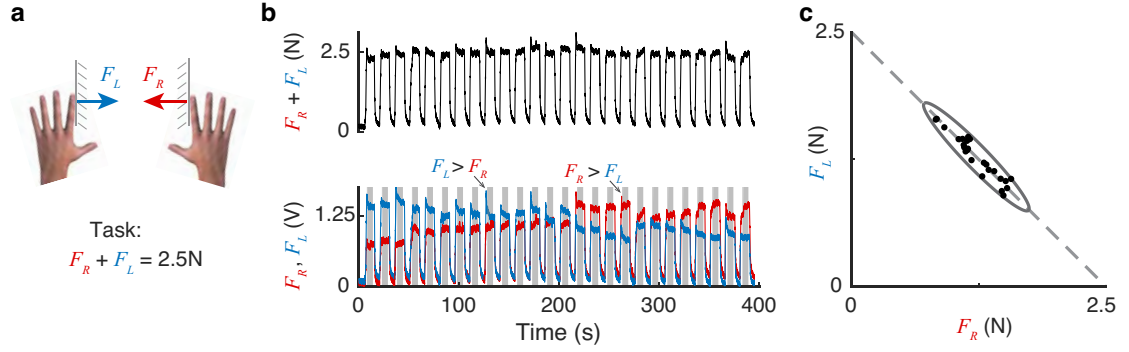 a
F_L
F_R
Task:
F_R + F_L = 2.5N
b
F_R + F_L (N)
2.5
0
F_L > F_R
F_R > F_L
F_R, F_L (V)
1.25
0
0
100
200
300
400
Time (s)
c
2.5
F_L (N)
0
0
2.5
F_R (N)